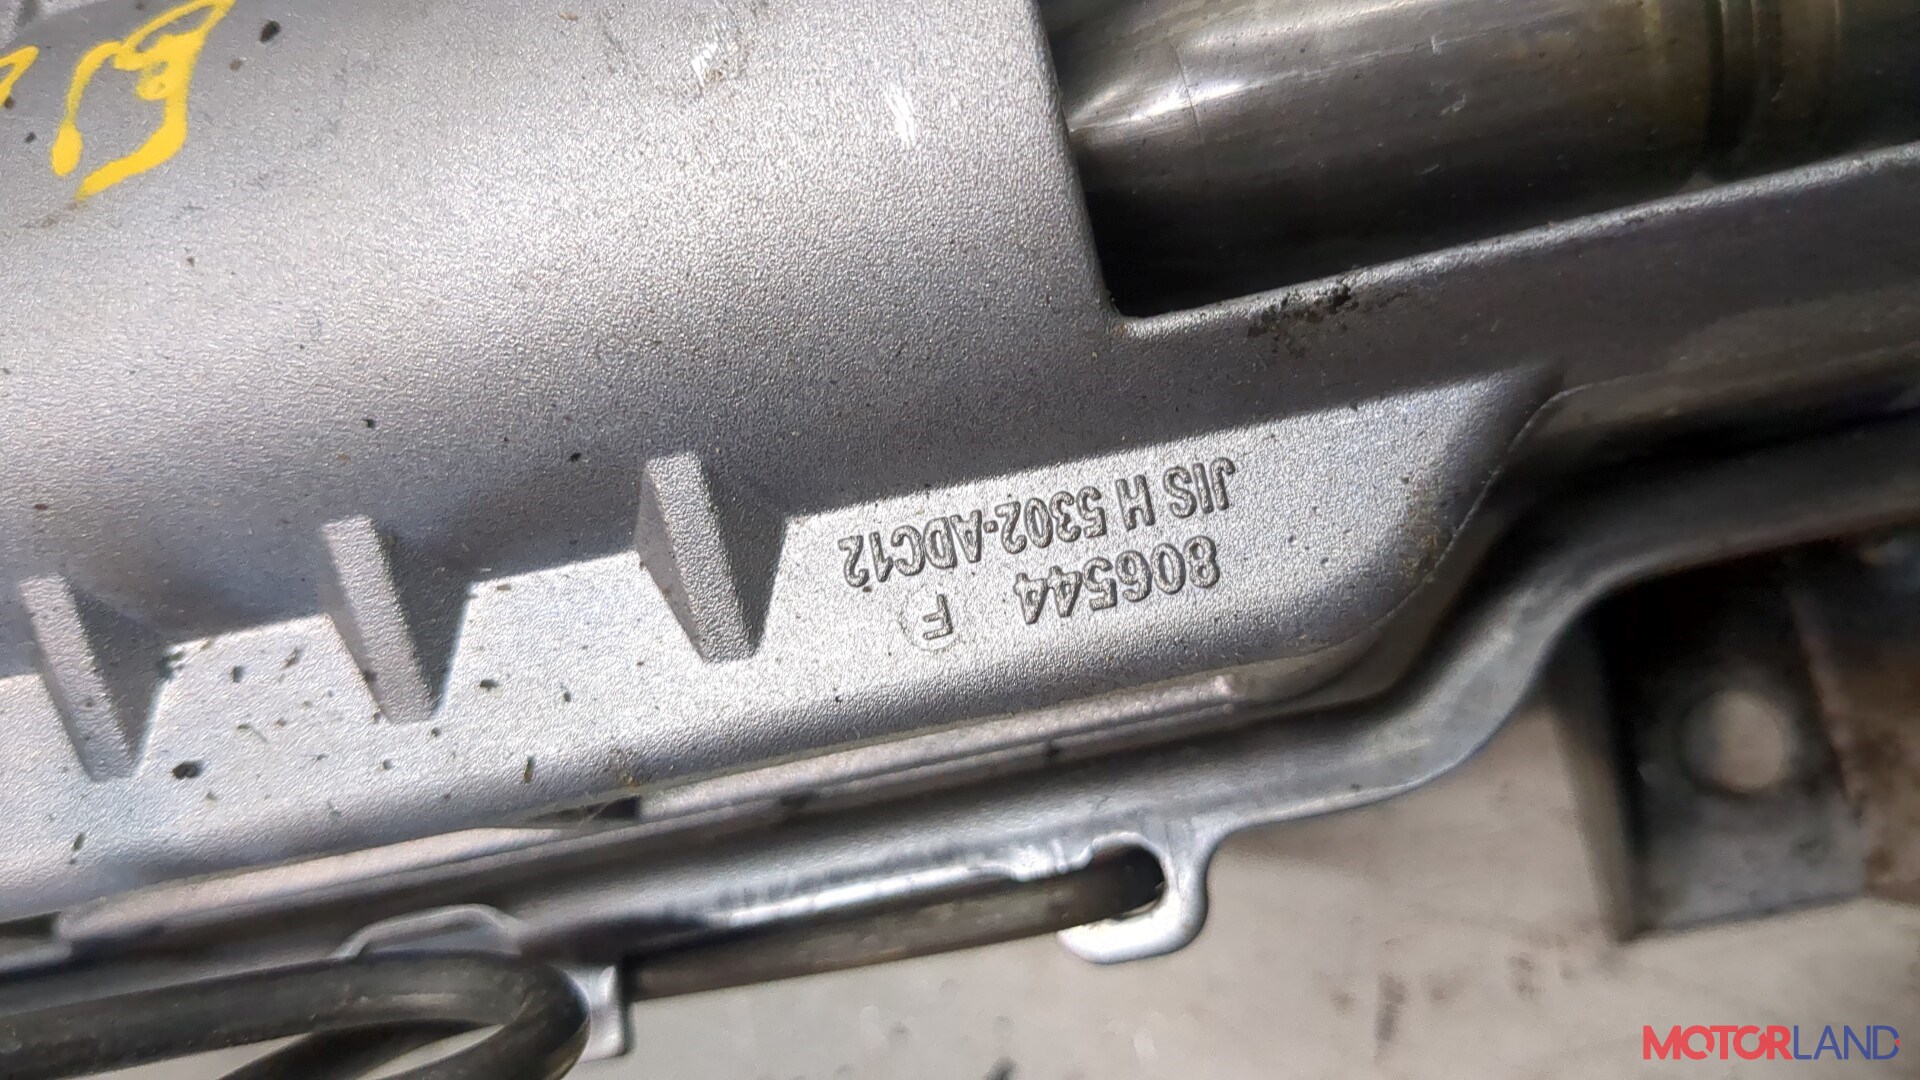 JIS H 5302-ADC12
806544 F
MOTORLAND